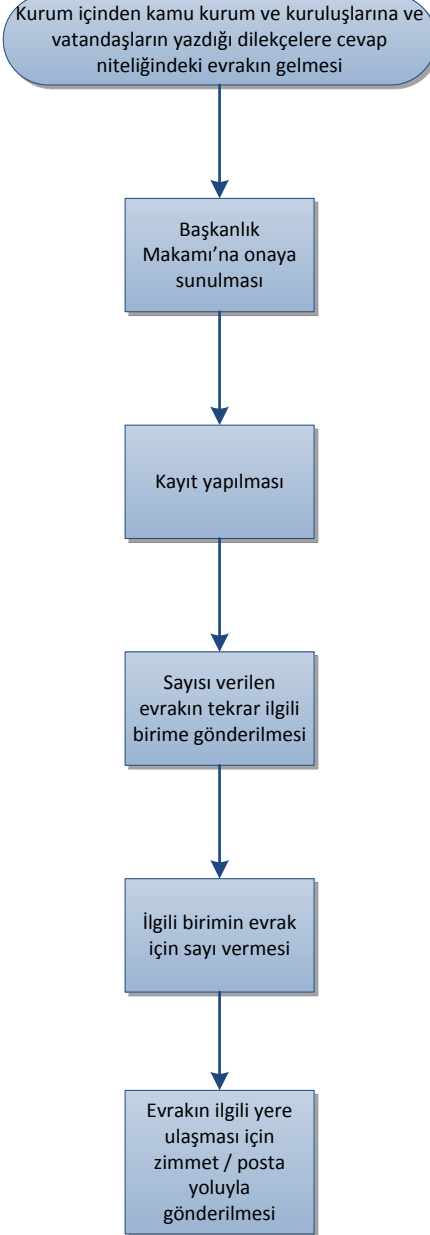 Kurum içinden kamu kurum ve kuruluşlarına ve
vatandaşların yazdığı dilekçelere cevap
niteliğindeki evrakın gelmesi
Başkanlık
Makamı’na onaya
sunulması
Kayıt yapılması
Sayısı verilen
evrakın tekrar ilgili
birime gönderilmesi
İlgili birimin evrak
için sayı vermesi
Evrakın ilgili yere
ulaşması için
zimmet / posta
yoluyla
gönderilmesi